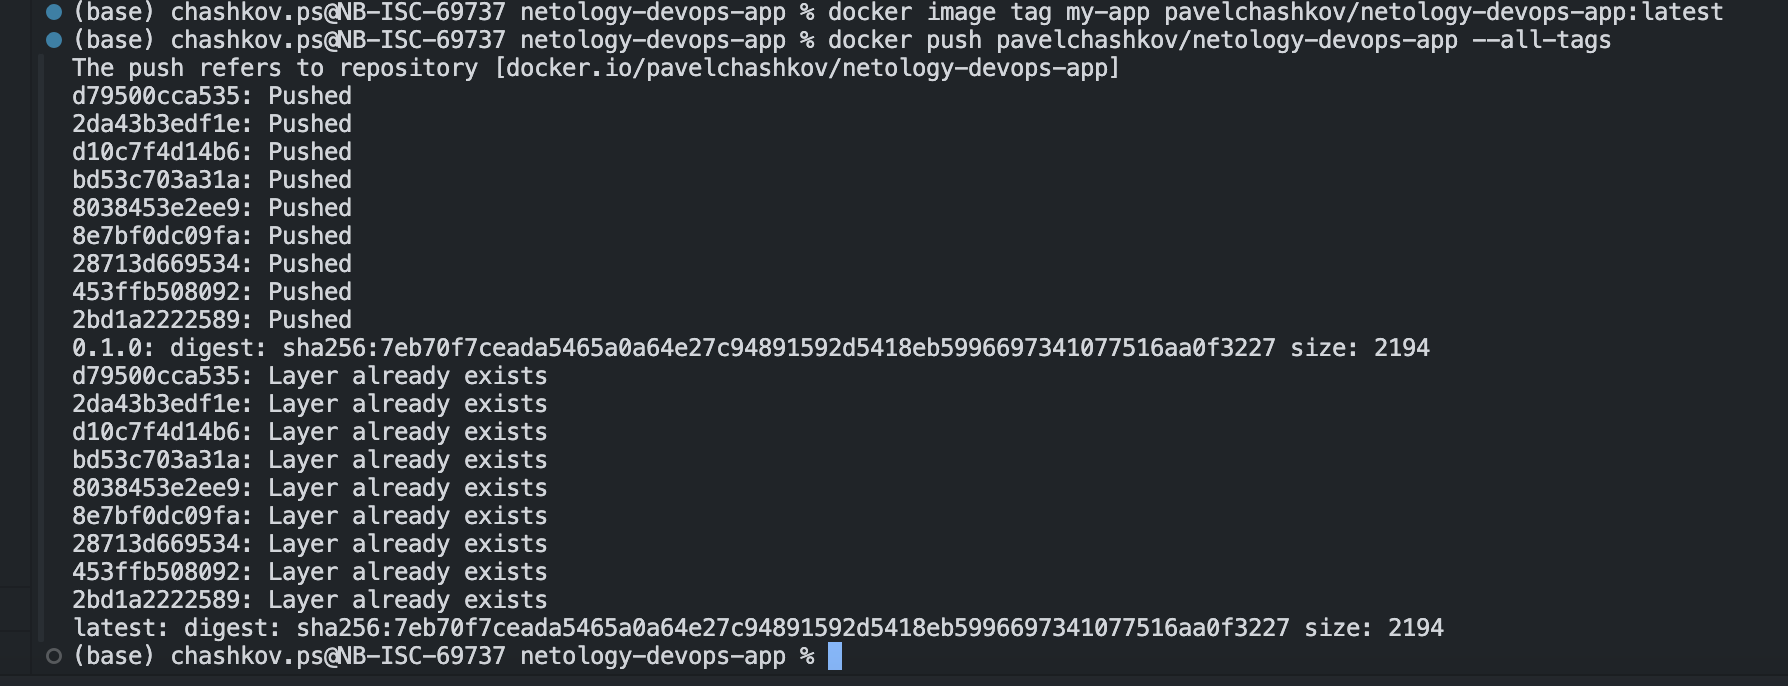 (base) chashkov.ps@NB-ISC-69737 netology-devops-app % docker image tag my-app pavelchashkov/netology-devops-app:latest
(base) chashkov.ps@NB-ISC-69737 netology-devops-app % docker push pavelchashkov/netology-devops-app --all-tags
The push refers to repository [docker.io/pavelchashkov/netology-devops-app]
d79500cca535: Pushed
2da43b3edf1e: Pushed
d10c7f4d14b6: Pushed
bd53c703a31a: Pushed
8038453e2ee9: Pushed
8e7bf0dc09fa: Pushed
28713d669534: Pushed
453ffb508092: Pushed
2bd1a2222589: Pushed
0.1.0: digest: sha256:7eb70f7ceada5465a0a64e27c94891592d5418eb5996697341077516aa0f3227 size: 2194
d79500cca535: Layer already exists
2da43b3edf1e: Layer already exists
d10c7f4d14b6: Layer already exists
bd53c703a31a: Layer already exists
8038453e2ee9: Layer already exists
8e7bf0dc09fa: Layer already exists
28713d669534: Layer already exists
453ffb508092: Layer already exists
2bd1a2222589: Layer already exists
latest: digest: sha256:7eb70f7ceada5465a0a64e27c94891592d5418eb5996697341077516aa0f3227 size: 2194
(base) chashkov.ps@NB-ISC-69737 netology-devops-app %